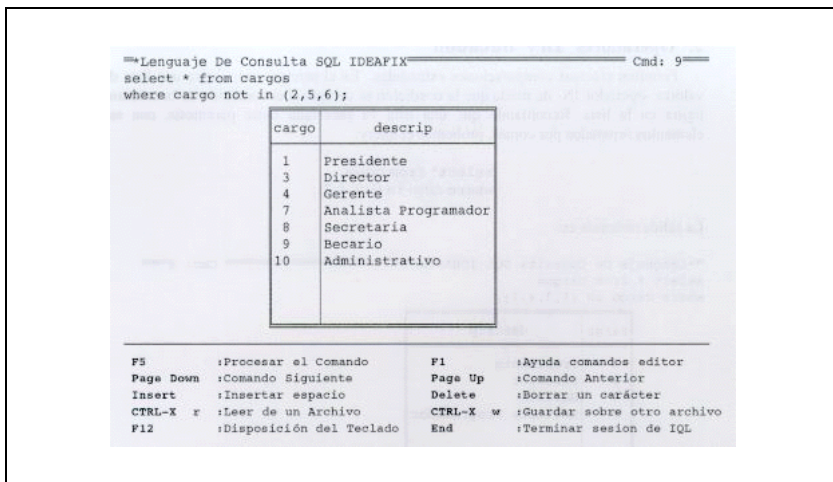 *Lenguaje De Consulta SQL IDEAFIX Cmd: 9
select * from cargos
where cargo not in (2,5,6);
cargo descrip
1 Presidente
3 Director
4 Gerente
7 Analista Programador
8 Secretaria
9 Becario
10 Administrativo
F5 :Procesar el Comando F1 :Ayuda comandos editor
Page Down :Comando Siguiente Page Up :Comando Anterior
Insert :Insertar espacio Delete :Borrar un carácter
CTRL-X r :Leer de un Archivo CTRL-X w :Guardar sobre otro archivo
F12 :Disposición del Teclado End :Terminar sesion de IQL